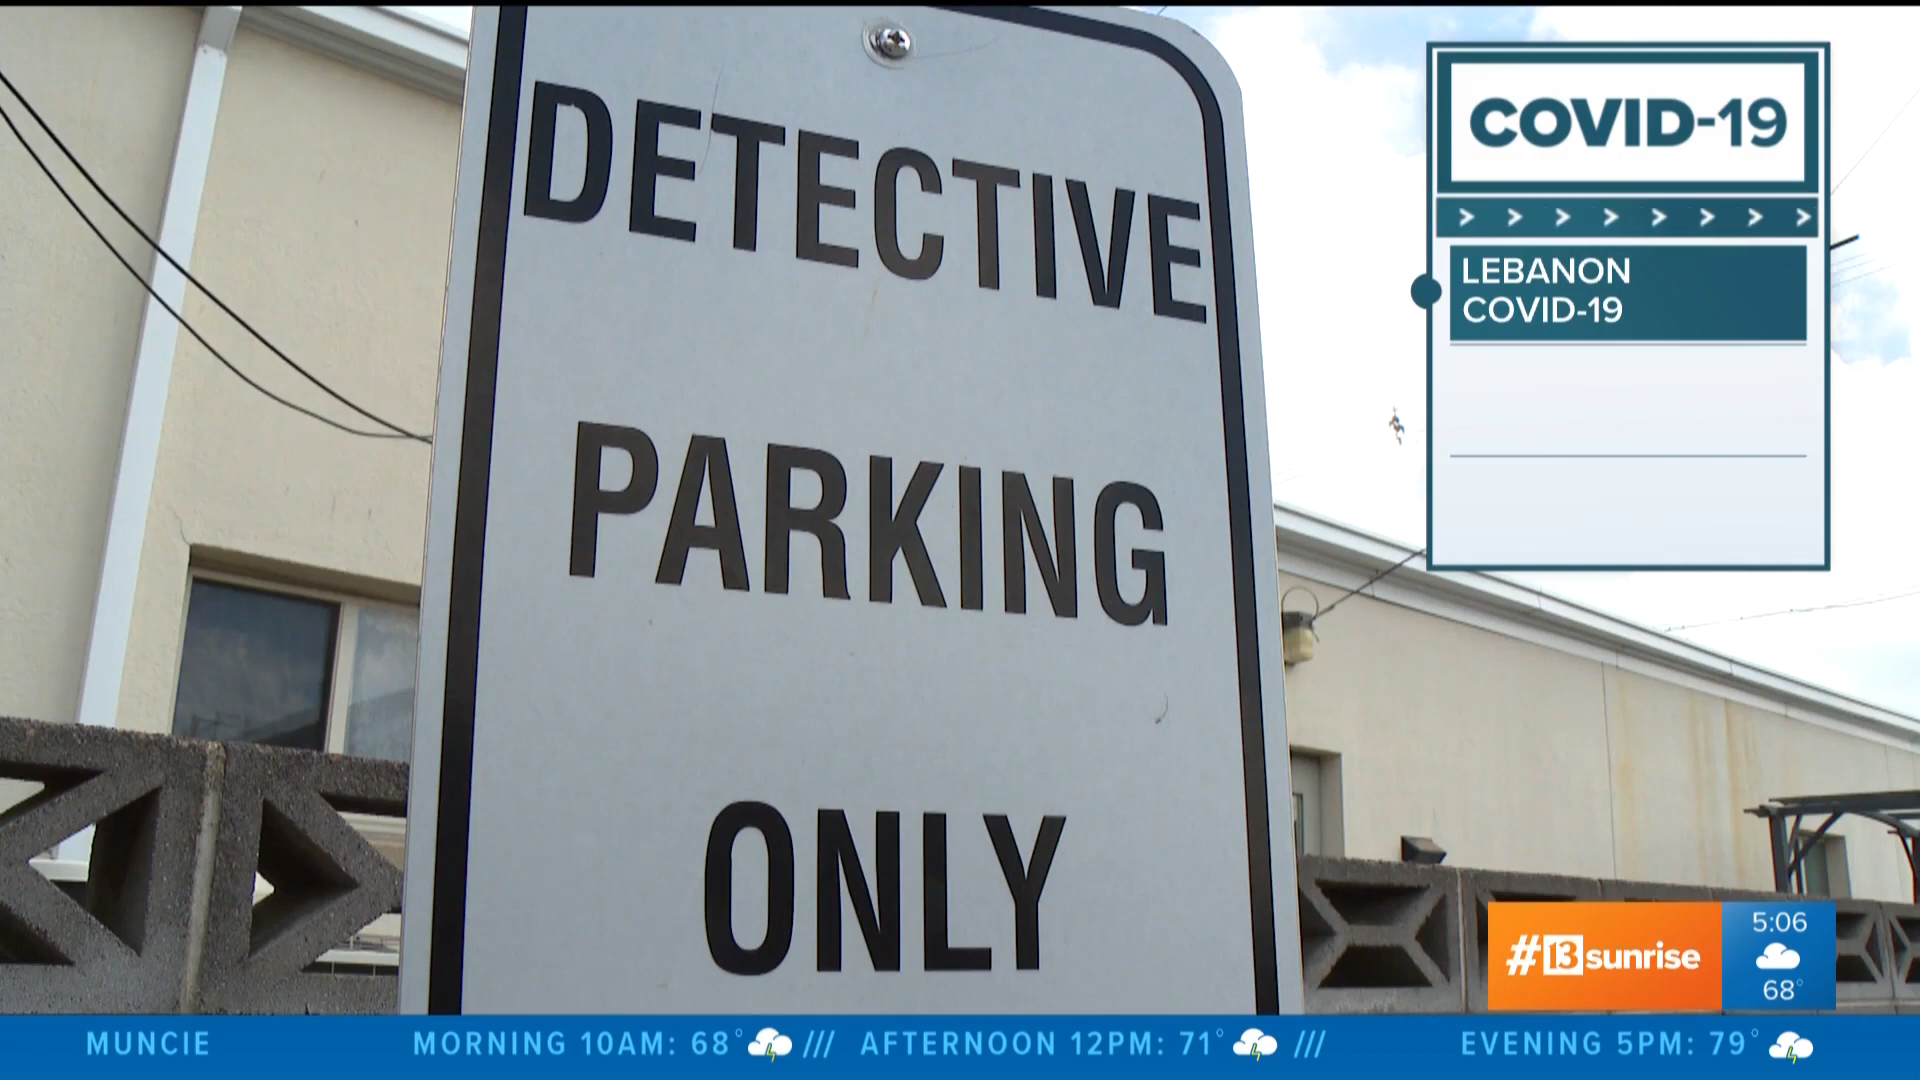 DETECTIVE
PARKING
ONLY
COVID-19
> > > > > > > >
LEBANON
COVID-19
#13sunrise
5:06
68°
MUNCIE MORNING 10AM: 68° /// AFTERNOON 12PM: 71° /// EVENING 5PM: 79°